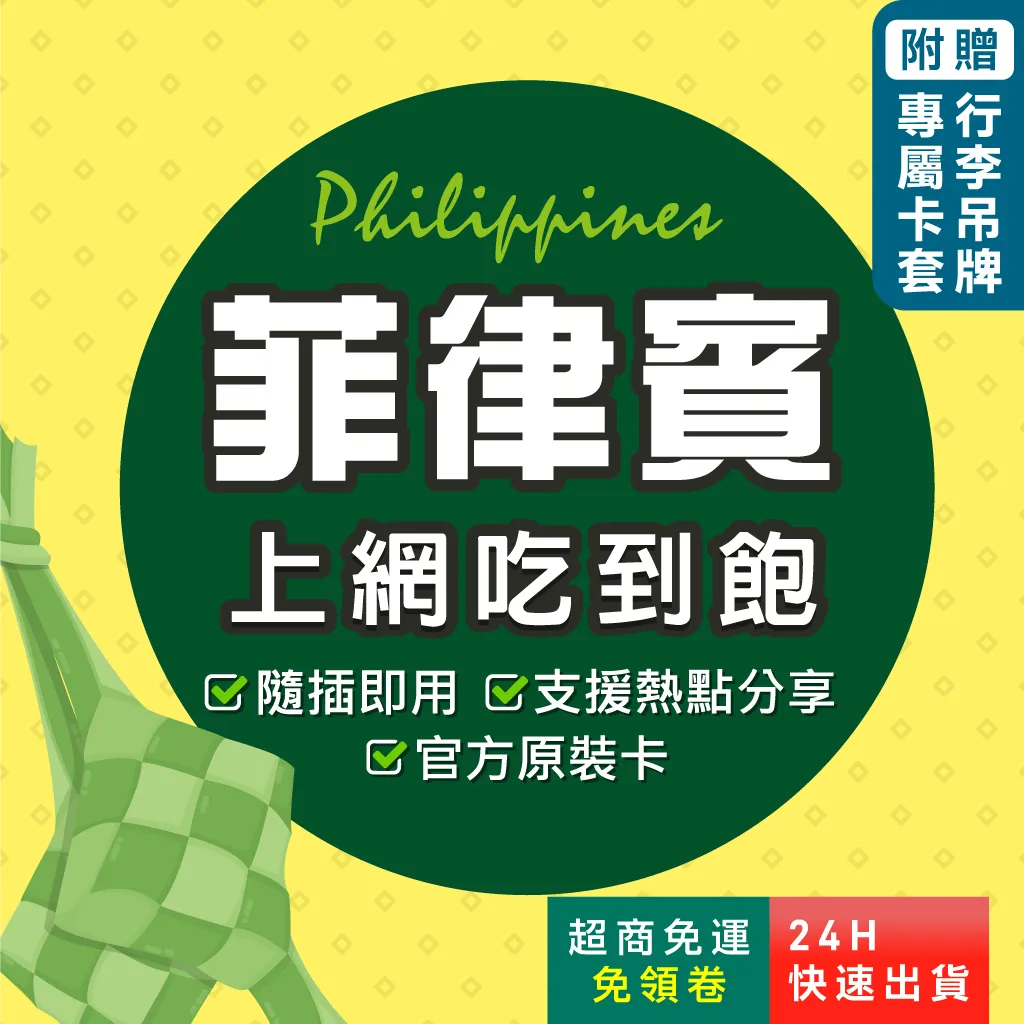 附贈
行李吊牌
專屬卡套
Philippines
菲律賓
上網吃到飽
隨插即用 支援熱點分享
官方原裝卡
超商免運
免領卷
24H
快速出貨